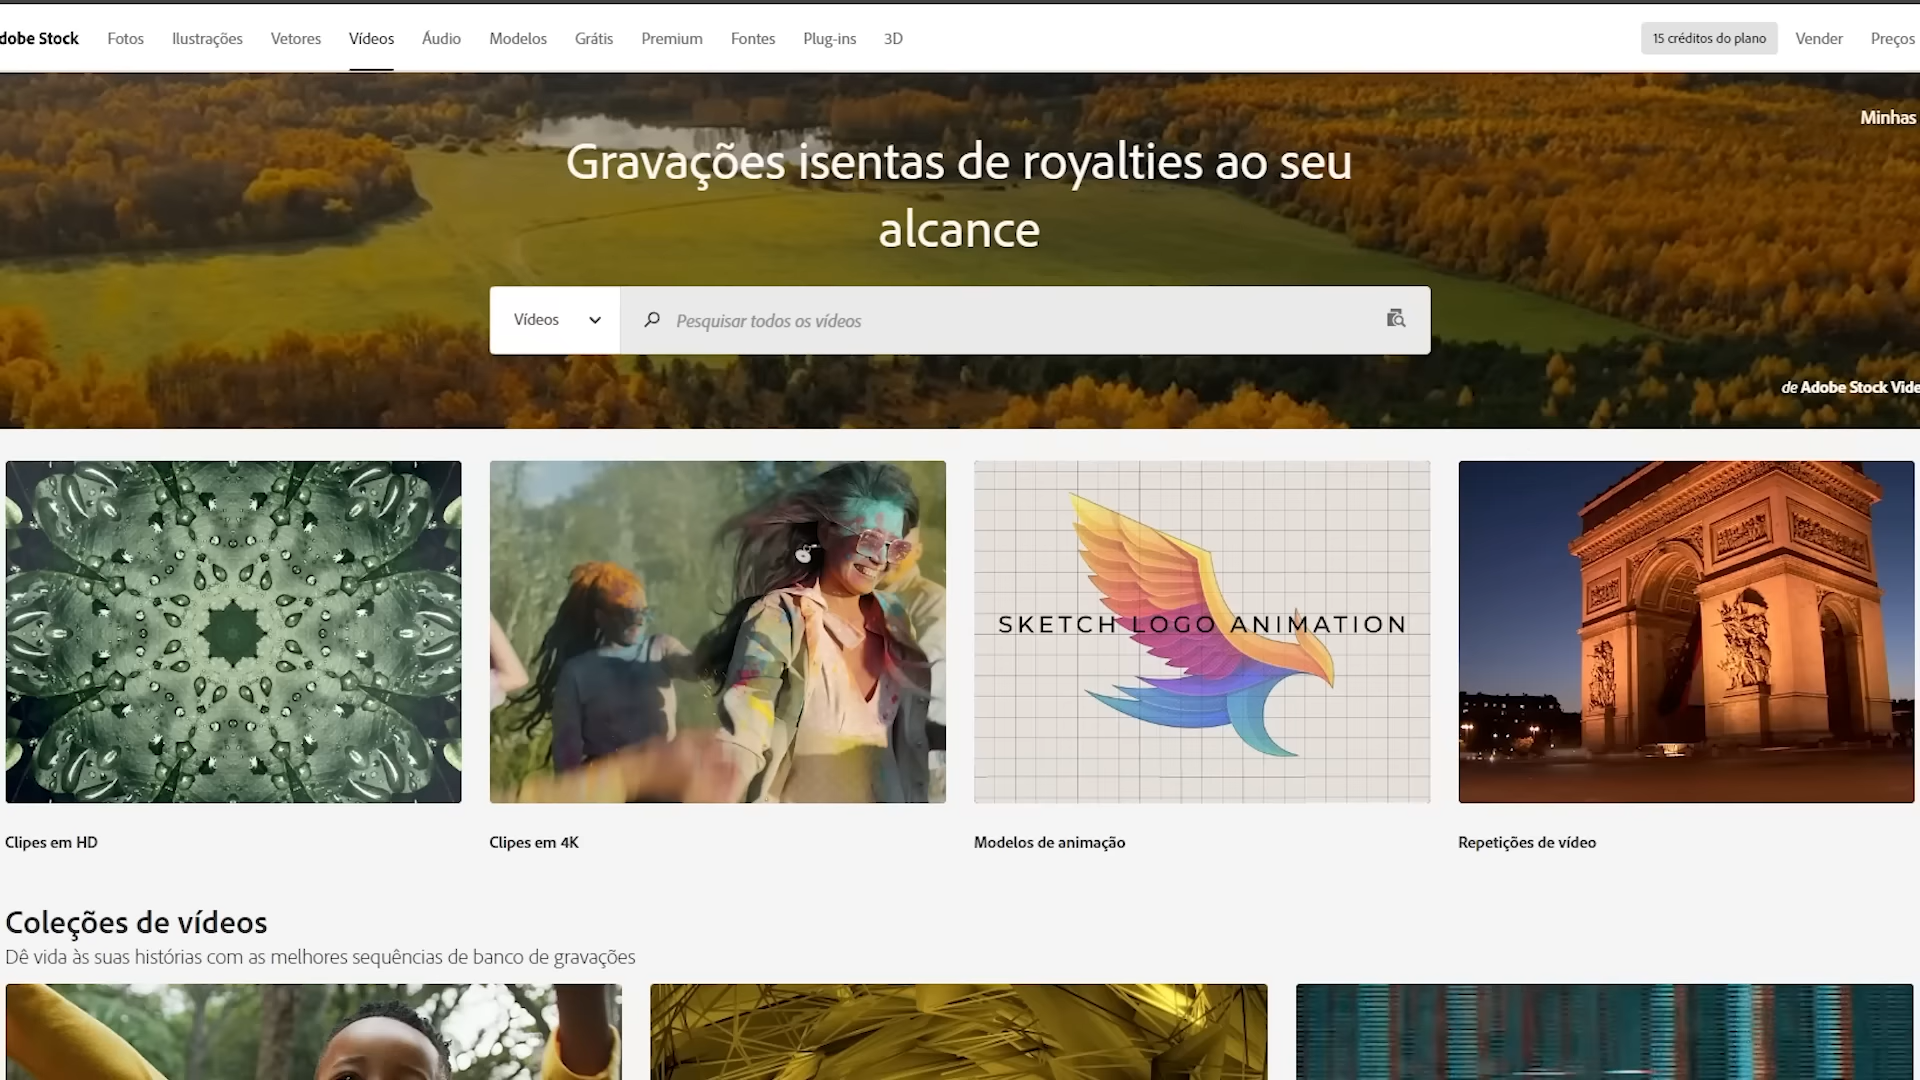 dobe Stock Fotos Ilustrações Vetores Vídeos Áudio Modelos Grátis Premium Fontes Plug-ins 3D 15 créditos do plano Vender Preços
Minhas
Gravações isentas de royalties ao seu
alcance
Vídeos Pesquisar todos os vídeos
de Adobe Stock Vide
SKETCH LOGO ANIMATION
Clipes em HD Clipes em 4K Modelos de animação Repetições de vídeo
Coleções de vídeos
Dê vida às suas histórias com as melhores sequências de banco de gravações